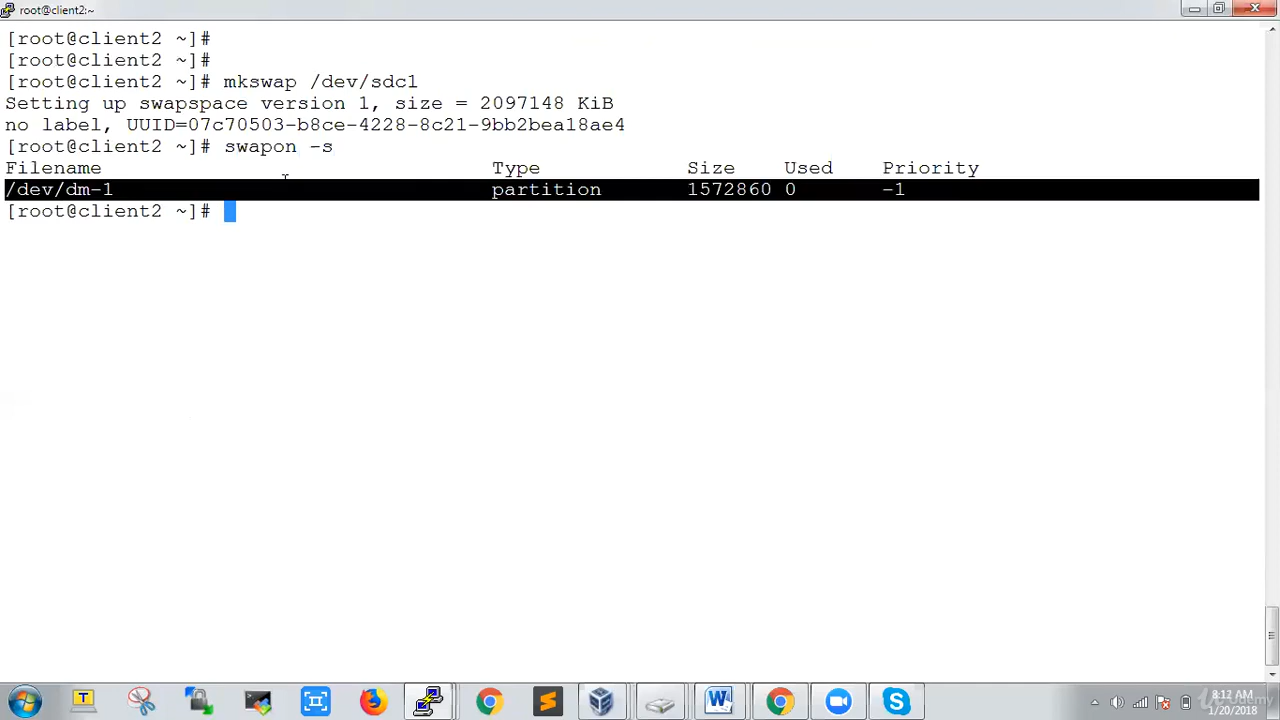 root@client2:~
[root@client2 ~]#
[root@client2 ~]#
[root@client2 ~]# mkswap /dev/sdc1
Setting up swapspace version 1, size = 2097148 KiB
no label, UUID=07c70503-b8ce-4228-8c21-9bb2bea18ae4
[root@client2 ~]# swapon -s
Filename Type Size Used Priority
/dev/dm-1 partition 1572860 0 -1
[root@client2 ~]#
T W S
8:12 AM
1/20/2018
Udemy